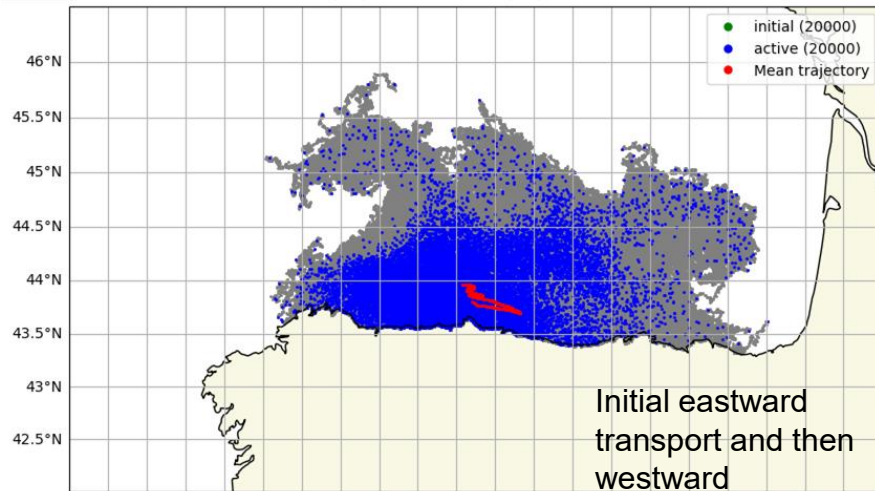 initial (20000)
active (20000)
Mean trajectory
46°N
45.5°N
45°N
44.5°N
44°N
43.5°N
43°N
42.5°N
Initial eastward
transport and then
westward